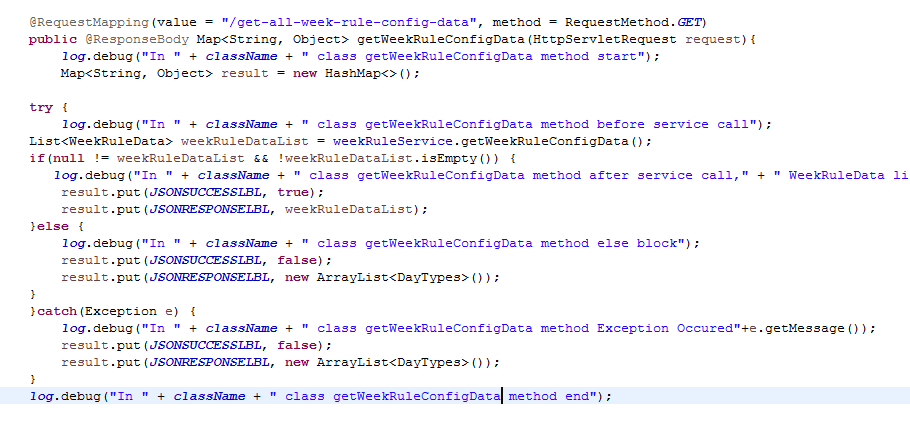 @RequestMapping(value = "/get-all-week-rule-config-data", method = RequestMethod.GET)
public @ResponseBody Map<String, Object> getWeekRuleConfigData(HttpServletRequest request){
log.debug("In " + className + " class getWeekRuleConfigData method start");
Map<String, Object> result = new HashMap<>();
try {
log.debug("In " + className + " class getWeekRuleConfigData method before service call");
List<WeekRuleData> weekRuleDataList = weekRuleService.getWeekRuleConfigData();
if(null != weekRuleDataList && !weekRuleDataList.isEmpty()) {
log.debug("In " + className + " class getWeekRuleConfigData method after service call," + " WeekRuleData li
result.put(JSONSUCCESSLBL, true);
result.put(JSONRESPONSELBL, weekRuleDataList);
}else {
log.debug("In " + className + " class getWeekRuleConfigData method else block");
result.put(JSONSUCCESSLBL, false);
result.put(JSONRESPONSELBL, new ArrayList<DayTypes>());
}
}catch(Exception e) {
log.debug("In " + className + " class getWeekRuleConfigData method Exception Occured"+e.getMessage());
result.put(JSONSUCCESSLBL, false);
result.put(JSONRESPONSELBL, new ArrayList<DayTypes>());
}
log.debug("In " + className + " class getWeekRuleConfigData method end");